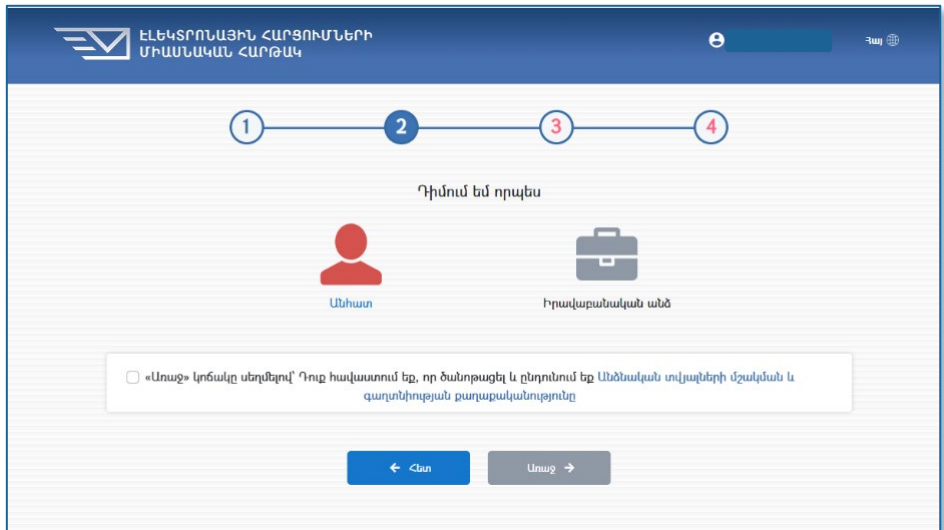 ԷԼԵԿՏՐՈՆԱՅԻՆ ՀԱՐՑՈՒՄՆԵՐԻ
ՄԻԱՍՆԱԿԱՆ ՀԱՐԹԱԿ
Հայ
1 2 3 4
Դիմում եմ որպես
Անհատ Իրավաբանական անձ
«Առաջ» կոճակը սեղմելով՝ Դուք հավաստում եք, որ ծանոթացել և ընդունում եք Անձնական տվյալների մշակման և
գաղտնիության քաղաքականությունը
← Հետ Առաջ →